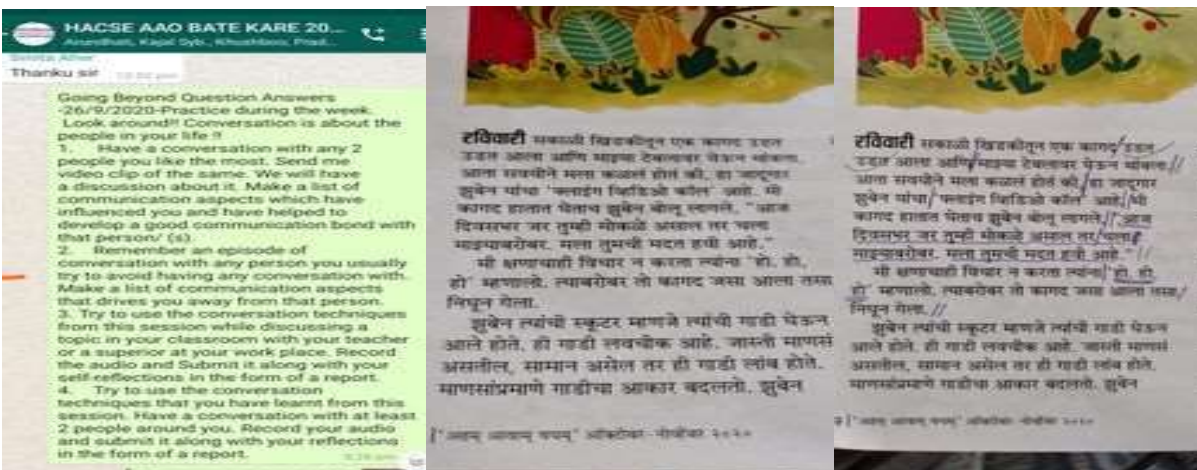 HACSE AAO BATE KARE 20...
Thanku sir
Going Beyond Question Answers
-26/9/2020-Practice during the week.
Look around!! Conversation is about the
people in your life !!
1. Have a conversation with any 2
people you like the most. Send me
video clip of the same. We will have
a discussion about it. Make a list of
communication aspects which have
influenced you and have helped to
develop a good communication bond with
that person/ (s)
2. Remember an episode of
conversation with any person you usually
try to avoid having any conversation with.
Make a list of communication aspects
that drives you away from that person.
3. Try to use the conversation techniques
from this session while discussing a
topic in your classroom with your teacher
or a superior at your work place. Record
the audio and Submit it along with your
self-reflections in the form of a report.
4. Try to use the conversation
techniques that you have learnt from this
session. Have a conversation with at least
2 people around you. Record your audio
and submit it along with your reflections
in the form of a report.
रविवारी सकाळी खिडकीतून एक कागद उडत
उडत आला आणि माझ्या टेबलावर येऊन थांबला.
आता सवयीने मला कळलं होतं की, हा जादूगार
झुबेन यांचा 'फ्लाइंग व्हिडिओ कॉल' आहे. मी
कागद हातात घेताच झुबेन बोलू लागले, "आज
दिवसभर जर तुम्ही मोकळे असाल तर चला
माझ्याबरोबर. मला तुमची मदत हवी आहे."
मी क्षणाचाही विचार न करता त्यांना 'हो, हो,
हो' म्हणालो. त्याबरोबर तो कागद जसा आला तसा
निघून गेला.
झुबेन त्यांची स्कूटर म्हणजे त्यांची गाडी घेऊन
आले होते. ही गाडी लवचीक आहे. जास्ती माणसं
असतील, सामान असेल तर ही गाडी लांब होते.
माणसांप्रमाणे गाडीचा आकार बदलतो. झुबेन
ऑक्टोबर-नोव्हेंबर २०२०
रविवारी सकाळी खिडकीतून एक कागद/उडत
उडत आला आणि/माझ्या टेबलावर येऊन थांबला/
आता सवयीने मला कळलं होतं की,/हा जादूगार
झुबेन यांचा/'फ्लाइंग व्हिडिओ कॉल' आहे.//मी
कागद हातात घेताच झुबेन बोलू लागले,//"आज
दिवसभर जर तुम्ही मोकळे असाल तर/चला
माझ्याबरोबर. मला तुमची मदत हवी आहे."//
मी क्षणाचाही विचार न करता त्यांना/'हो, हो,
हो' म्हणालो. त्याबरोबर तो कागद जसा आला तसा/
निघून गेला.//
झुबेन त्यांची स्कूटर म्हणजे त्यांची गाडी घेऊन
आले होते. ही गाडी लवचीक आहे. जास्ती माणसं
असतील, सामान असेल तर ही गाडी लांब होते.
माणसांप्रमाणे गाडीचा आकार बदलतो. झुबेन
ऑक्टोबर-नोव्हेंबर २०२०